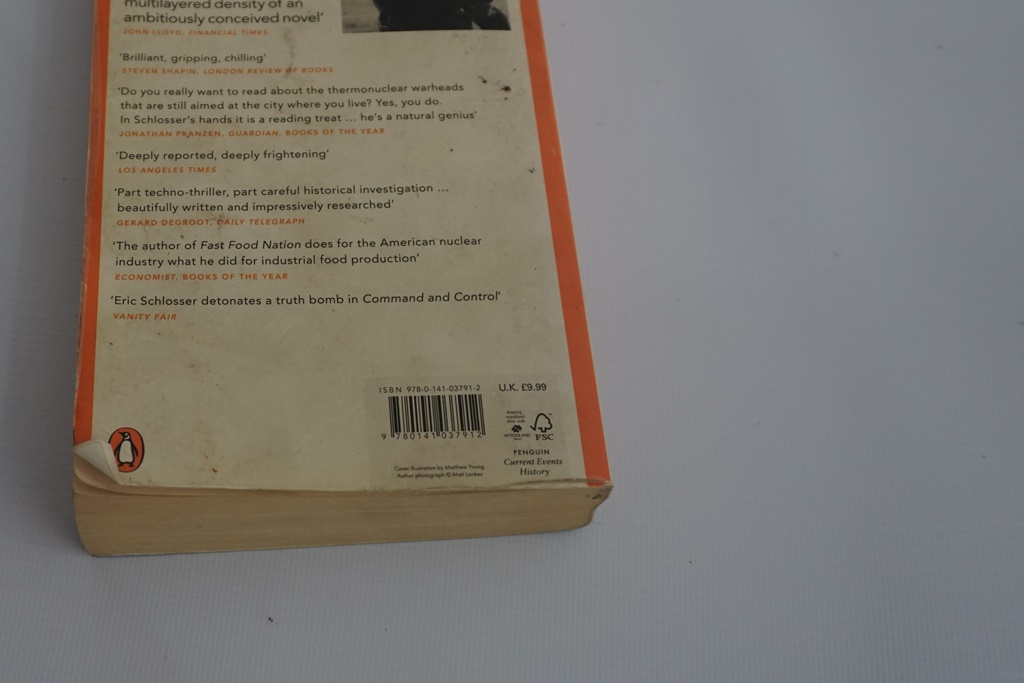 multilayered density of an
ambitiously conceived novel'
JOHN LLOYD, FINANCIAL TIMES
'Brilliant, gripping, chilling'
STEVEN SHAPIN, LONDON REVIEW OF BOOKS
'Do you really want to read about the thermonuclear warheads
that are still aimed at the city where you live? Yes, you do.
In Schlosser's hands it is a reading treat ... he's a natural genius'
JONATHAN FRANZEN, GUARDIAN, BOOKS OF THE YEAR
'Deeply reported, deeply frightening'
LOS ANGELES TIMES
'Part techno-thriller, part careful historical investigation ...
beautifully written and impressively researched'
GERARD DEGROOT, DAILY TELEGRAPH
'The author of Fast Food Nation does for the American nuclear
industry what he did for industrial food production'
ECONOMIST, BOOKS OF THE YEAR
'Eric Schlosser detonates a truth bomb in Command and Control'
VANITY FAIR
ISBN 978-0-141-03791-2
U.K. £9.99
9 780141 037912
FSC
PENGUIN
Current Events
History
Cover illustration by Matthew Young
Author photograph ©